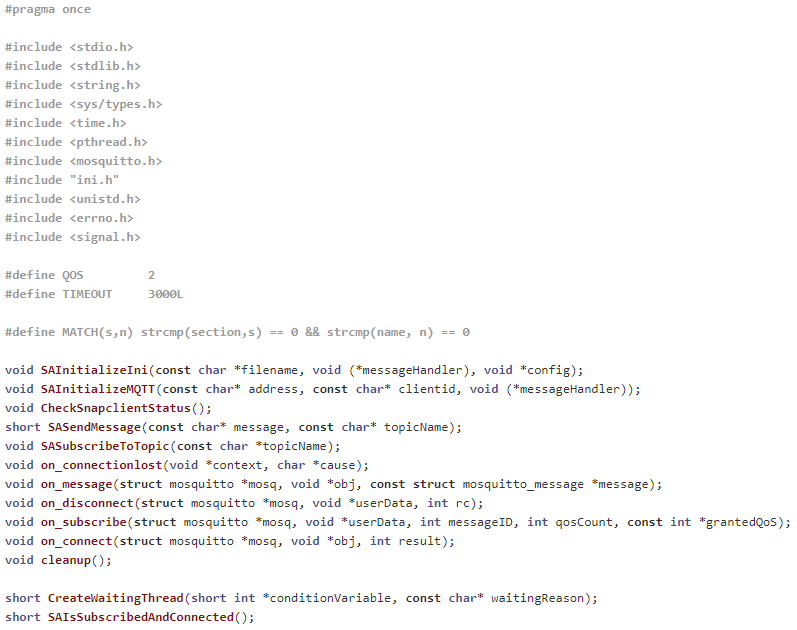 #pragma once
#include <stdio.h>
#include <stdlib.h>
#include <string.h>
#include <sys/types.h>
#include <time.h>
#include <pthread.h>
#include <mosquitto.h>
#include "ini.h"
#include <unistd.h>
#include <errno.h>
#include <signal.h>
#define QOS         2
#define TIMEOUT     3000L
#define MATCH(s,n) strcmp(section,s) == 0 && strcmp(name, n) == 0
void SAInitializeIni(const char *filename, void (*messageHandler), void *config);
void SAInitializeMQTT(const char* address, const char* clientid, void (*messageHandler));
void CheckSnapclientStatus();
short SASendMessage(const char* message, const char* topicName);
void SASubscribeToTopic(const char *topicName);
void on_connectionlost(void *context, char *cause);
void on_message(struct mosquitto *mosq, void *obj, const struct mosquitto_message *message);
void on_disconnect(struct mosquitto *mosq, void *userData, int rc);
void on_subscribe(struct mosquitto *mosq, void *userData, int messageID, int qosCount, const int *grantedQoS);
void on_connect(struct mosquitto *mosq, void *obj, int result);
void cleanup();
short CreateWaitingThread(short int *conditionVariable, const char* waitingReason);
short SAIsSubscribedAndConnected();